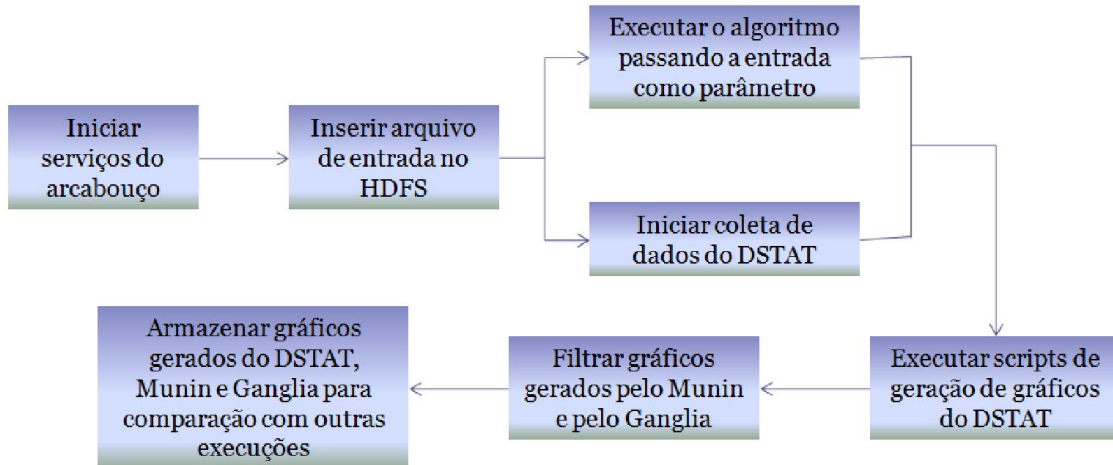 Iniciar
serviços do
arcabouço
Inserir arquivo
de entrada no
HDFS
Executar o algoritmo
passando a entrada
como parâmetro
Iniciar coleta de
dados do DSTAT
Executar scripts de
geração de gráficos
do DSTAT
Filtrar gráficos
gerados pelo Munin
e pelo Ganglia
Armazenar gráficos
gerados do DSTAT,
Munin e Ganglia para
comparação com outras
execuções